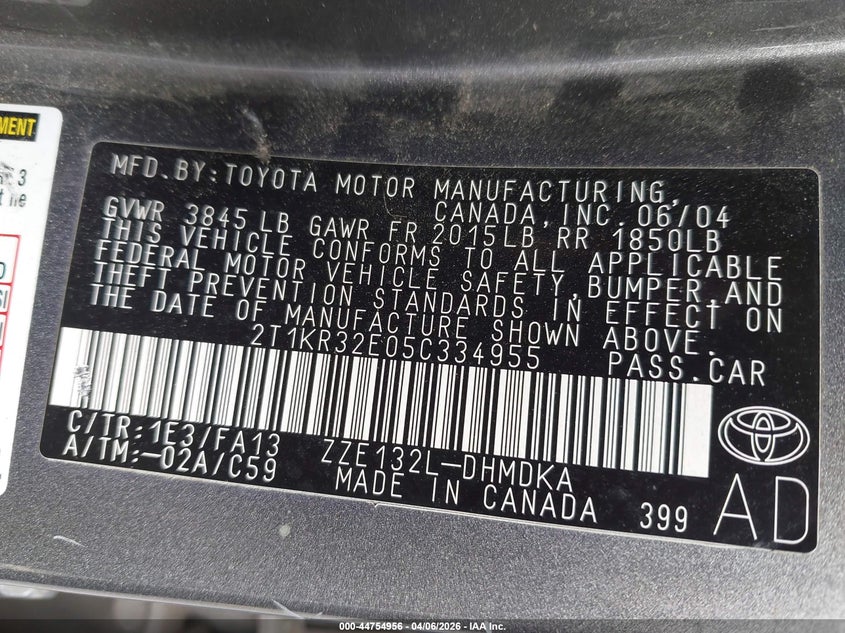 MENT
3
t he
MFD.BY:TOYOTA MOTOR MANUFACTURING,
CANADA,INC.06/04
GVWR 3845 LB GAWR FR 2015LB RR 1850LB
THIS VEHICLE CONFORMS TO ALL APPLICABLE
FEDERAL MOTOR VEHICLE SAFETY,BUMPER,AND
THEFT PREVENTION STANDARDS IN EFFECT ON
THE DATE OF MANUFACTURE SHOWN ABOVE.
2T1KR32E05C334955 PASS.CAR
C/TR:1E3/FA13 ZZE132L-DHMDKA
A/TM:-02A/C59 MADE IN CANADA 399
AD
000-44754956 - 04/06/2026 - IAA Inc.